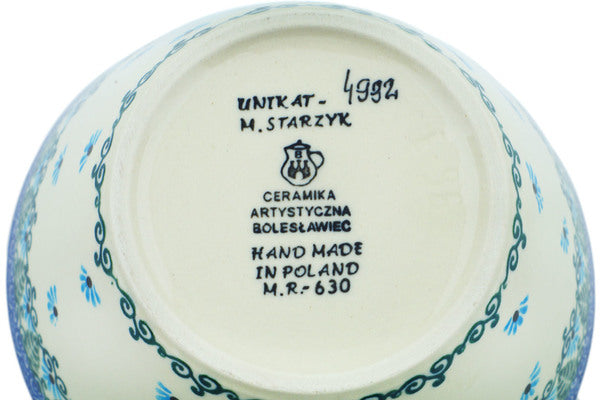 UNIKAT - 4992
M. STARZYK
B
CERAMIKA
ARTYSTYCZNA
BOLESŁAWIEC
HAND MADE
IN POLAND
M.R.-630